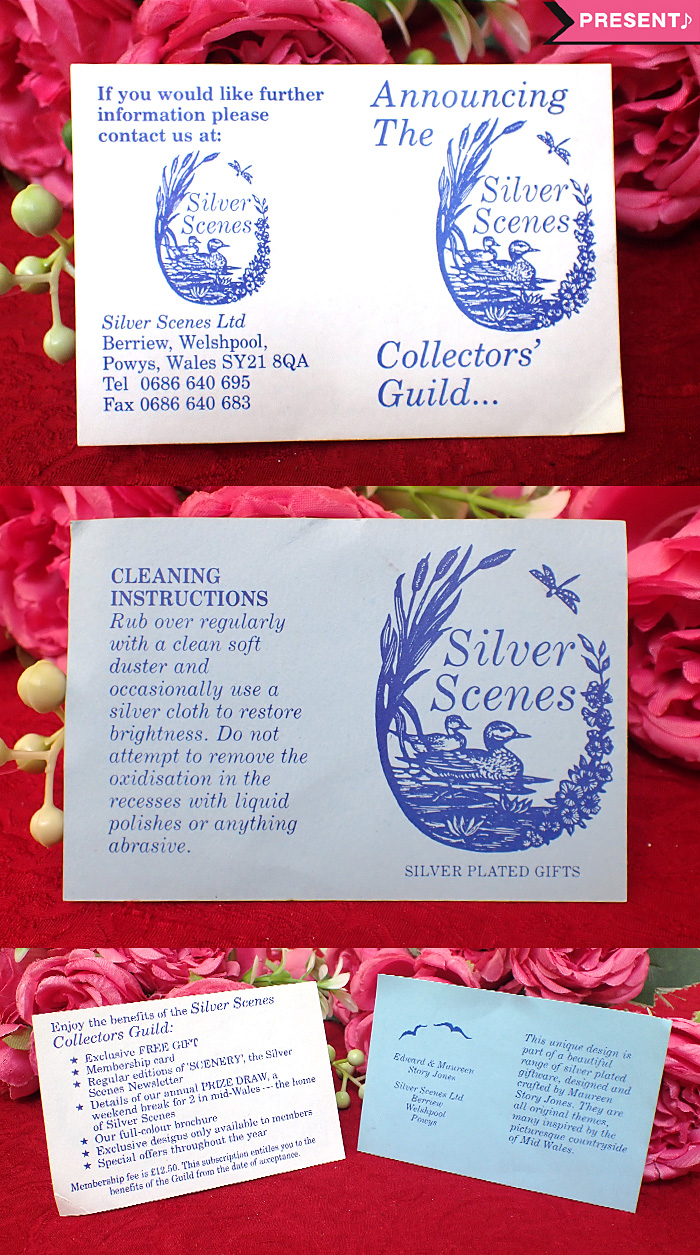 PRESENT♪
If you would like further
information please
contact us at:
Silver
Scenes
Silver Scenes Ltd
Berriew, Welshpool,
Powys, Wales SY21 8QA
Tel 0686 640 695
Fax 0686 640 683
Announcing
The
Silver
Scenes
Collectors'
Guild...
CLEANING
INSTRUCTIONS
Rub over regularly
with a clean soft
duster and
occasionally use a
silver cloth to restore
brightness. Do not
attempt to remove the
oxidisation in the
recesses with liquid
polishes or anything
abrasive.
Silver
Scenes
SILVER PLATED GIFTS
Enjoy the benefits of the Silver Scenes
Collectors Guild:
★ Exclusive FREE GIFT
★ Membership card
★ Regular editions of 'SCENERY', the Silver
Scenes Newsletter
★ Details of our annual PRIZE DRAW, a
weekend break for 2 in mid-Wales --- the home
of Silver Scenes
★ Our full-colour brochure
★ Exclusive designs only available to members
★ Special offers throughout the year
Membership fee is £12.50. This subscription entitles you to the
benefits of the Guild from the date of acceptance.
Edward & Maureen
Story Jones
Silver Scenes Ltd
Berriew
Welshpool
Powys
This unique design is
part of a beautiful
range of silver plated
giftware, designed and
crafted by Maureen
Story Jones. They are
all original themes,
many inspired by the
picturesque countryside
of Mid Wales.